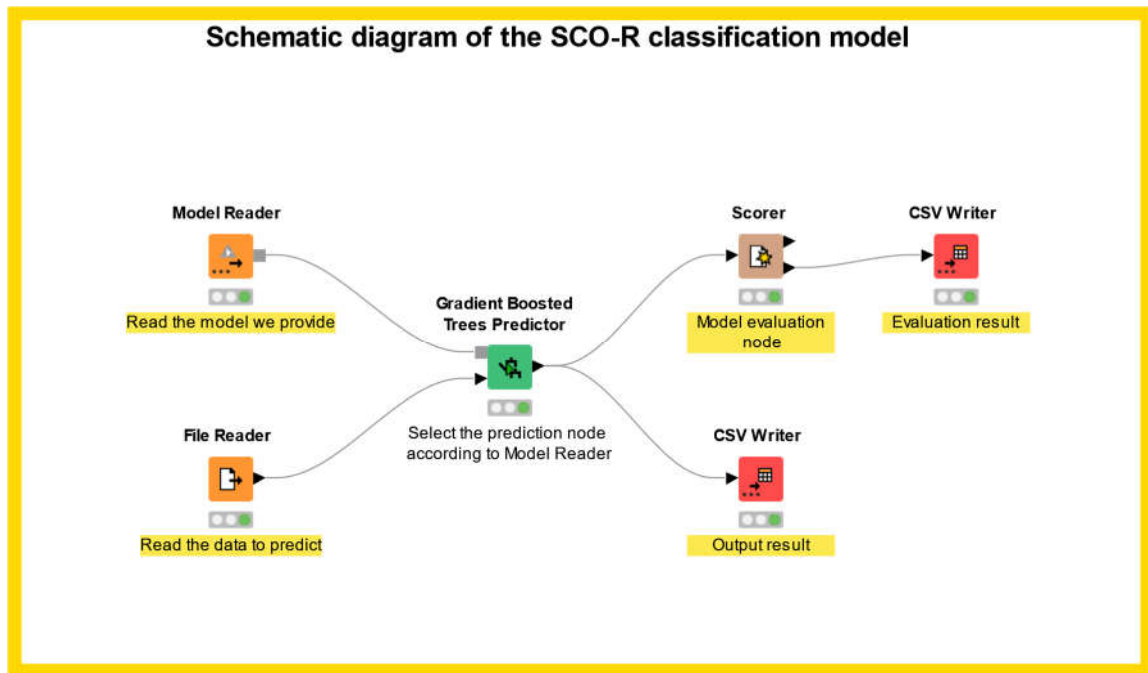 Schematic diagram of the SCO-R classification model
Model Reader
Read the model we provide
File Reader
Read the data to predict
Gradient Boosted
Trees Predictor
Select the prediction node
according to Model Reader
Scorer
Model evaluation
node
CSV Writer
Evaluation result
CSV Writer
Output result